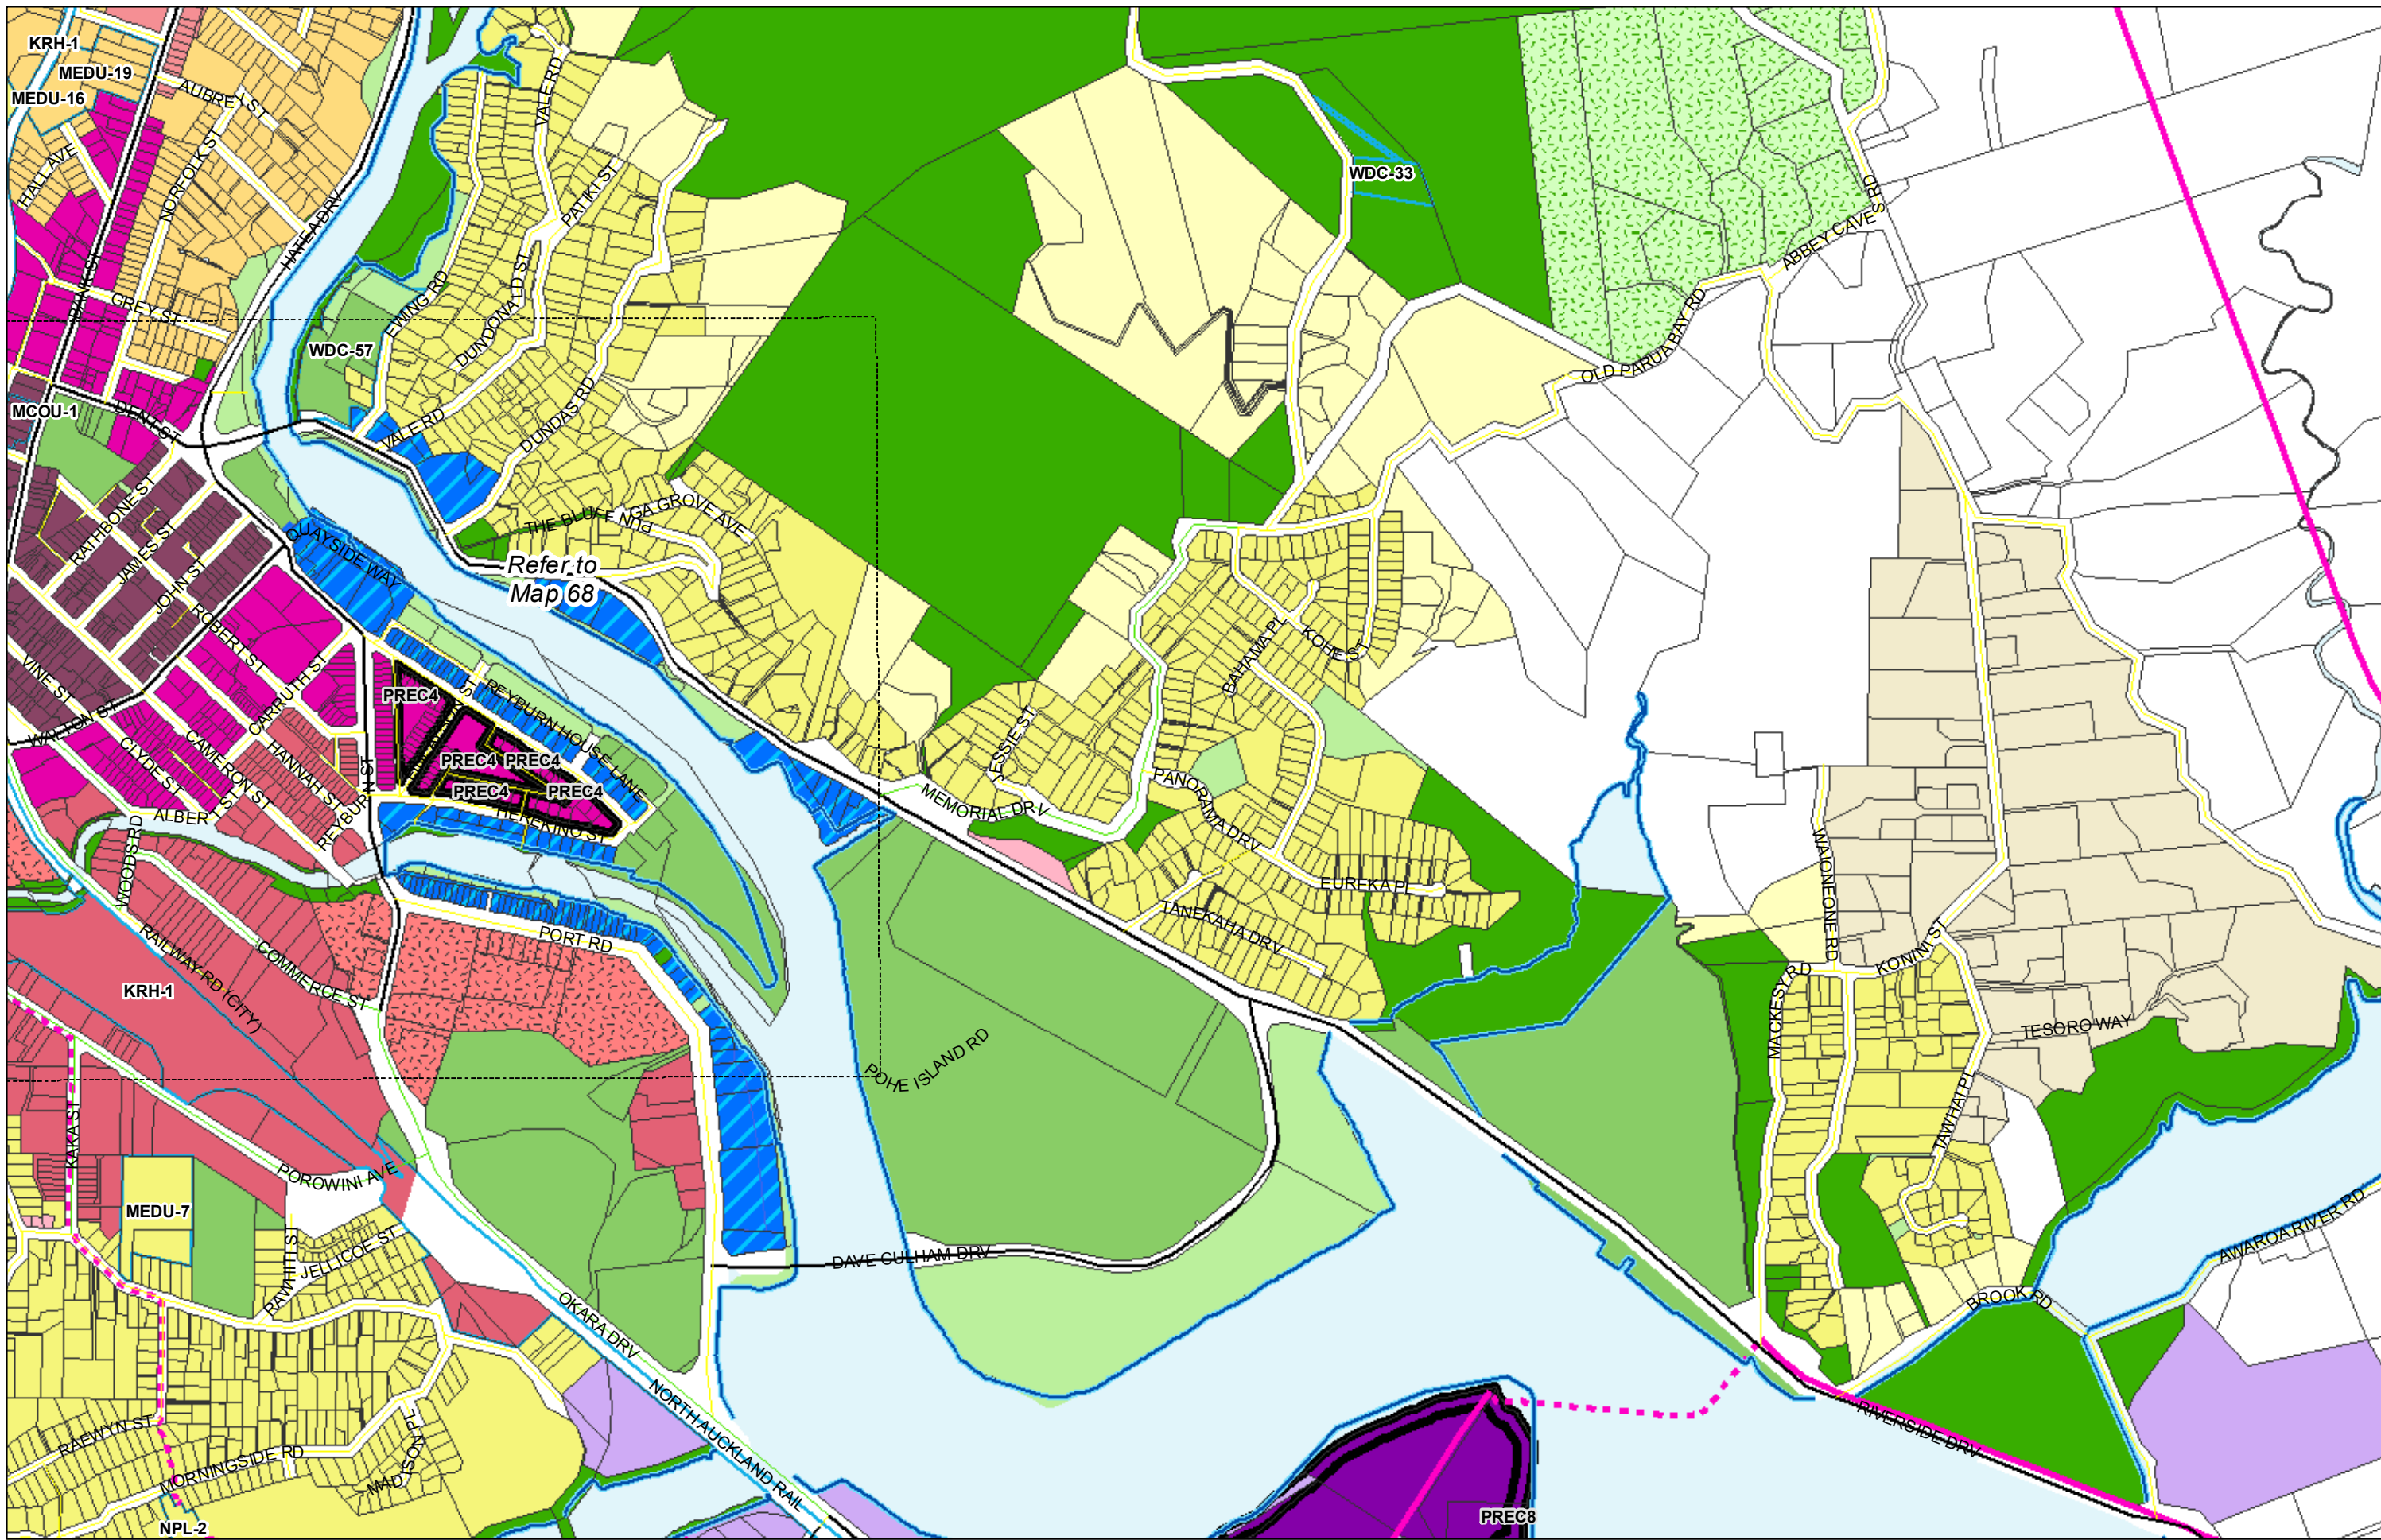 KRH-1
MEDU-19
MEDU-16
AUBREY ST
HALL AVE
NORFOLK ST
HATEA DRV
BANK ST
GREY ST
VALE RD
PATIKI ST
EWING RD
DUNDONALD ST
WDC-57
VALE RD
DUNDAS RD
WDC-33
ABBEY CAVES RD
OLD PARUA BAY RD
MCOU-1
DENT ST
RATHBONE ST
JAMES ST
JOHN ST
ROBERT ST
VINE ST
WALTON ST
QUAYSIDE WAY
THE BLUFF
PUNGA GROVE AVE
Refer to
Map 68
BAHAMA PL
KOHE ST
CARRUTH ST
CLYDE ST
CAMERON ST
HANNAH ST
ALBERT ST
REYBURN ST
PREC4
REYBURN HOUSE LANE
PREC4
PREC4
PREC4
PREC4
HEREKINO ST
JESSIE ST
MEMORIAL DRV
PANORAMA DRV
EUREKA PL
TANEKAHA DRV
WOODS RD
PORT RD
COMMERCE ST
RAILWAY RD (CITY)
KRH-1
POHE ISLAND RD
WAIONEONE RD
KONINI ST
MACKESY RD
TESORO WAY
TAWHAI PL
KAKA ST
POROWINI AVE
MEDU-7
RAWHITI ST
JELLICOE ST
DAVE CULHAM DRV
OKARA DRV
AWAROA RIVER RD
BROOK RD
NORTH AUCKLAND RAIL
RAEWYN ST
MORNINGSIDE RD
MADISON PL
RIVERSIDE DRV
NPL-2
PREC8